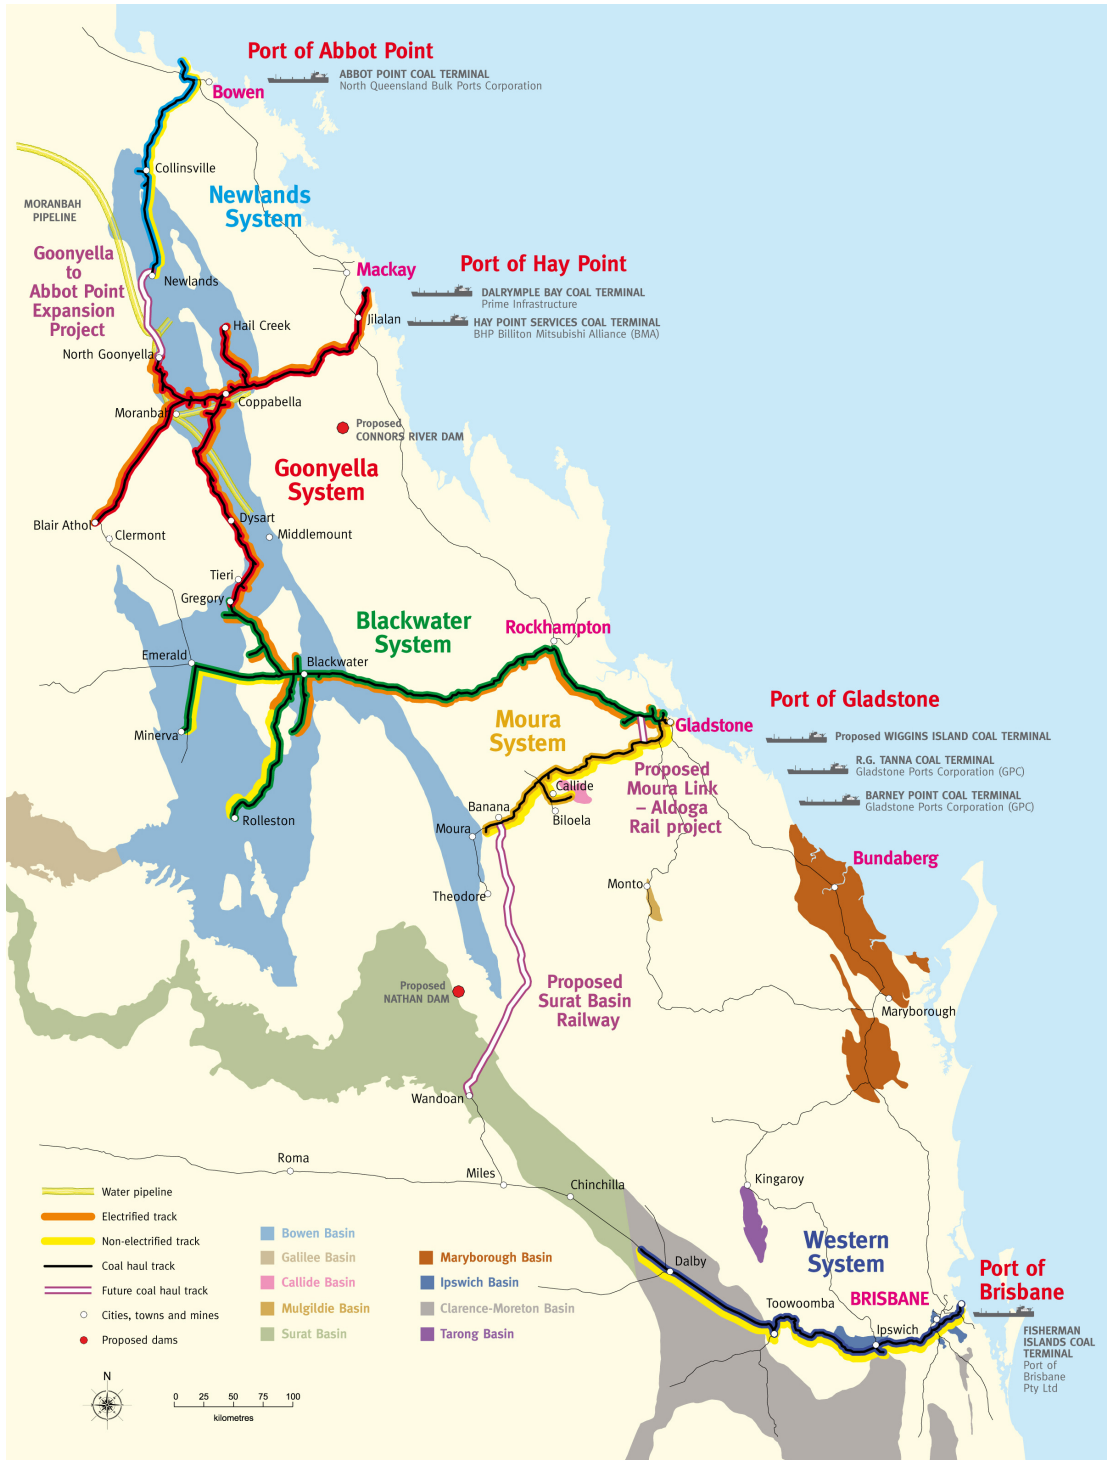 Port of Abbot Point
ABBOT POINT COAL TERMINAL
North Queensland Bulk Ports Corporation
Bowen
Collinsville
Newlands
System
MORANBAH
PIPELINE
Goonyella
to
Abbot Point
Expansion
Project
Newlands
Mackay
Port of Hay Point
DALRYMPLE BAY COAL TERMINAL
Prime Infrastructure
HAY POINT SERVICES COAL TERMINAL
BHP Billiton Mitsubishi Alliance (BMA)
Jilalan
Hail Creek
North Goonyella
Coppabella
Moranbah
Proposed
CONNORS RIVER DAM
Goonyella
System
Blair Athol
Clermont
Dysart
Middlemount
Tieri
Gregory
Blackwater
System
Rockhampton
Emerald
Blackwater
Minerva
Moura
System
Gladstone
Port of Gladstone
Proposed WIGGINS ISLAND COAL TERMINAL
R.G. TANNA COAL TERMINAL
Gladstone Ports Corporation (GPC)
BARNEY POINT COAL TERMINAL
Gladstone Ports Corporation (GPC)
Proposed
Moura Link
– Aldoga
Rail project
Callide
Banana
Biloela
Rolleston
Moura
Bundaberg
Theodore
Monto
Proposed
NATHAN DAM
Proposed
Surat Basin
Railway
Maryborough
Wandoan
Roma
Miles
Chinchilla
Kingaroy
Western
System
Dalby
Toowoomba
BRISBANE
Ipswich
Port of
Brisbane
FISHERMAN
ISLANDS COAL
TERMINAL
Port of
Brisbane
Pty Ltd
Water pipeline
Electrified track
Non-electrified track
Coal haul track
Future coal haul track
Cities, towns and mines
Proposed dams
Bowen Basin
Galilee Basin
Callide Basin
Mulgildie Basin
Surat Basin
Maryborough Basin
Ipswich Basin
Clarence-Moreton Basin
Tarong Basin
N
0 25 50 75 100
kilometres